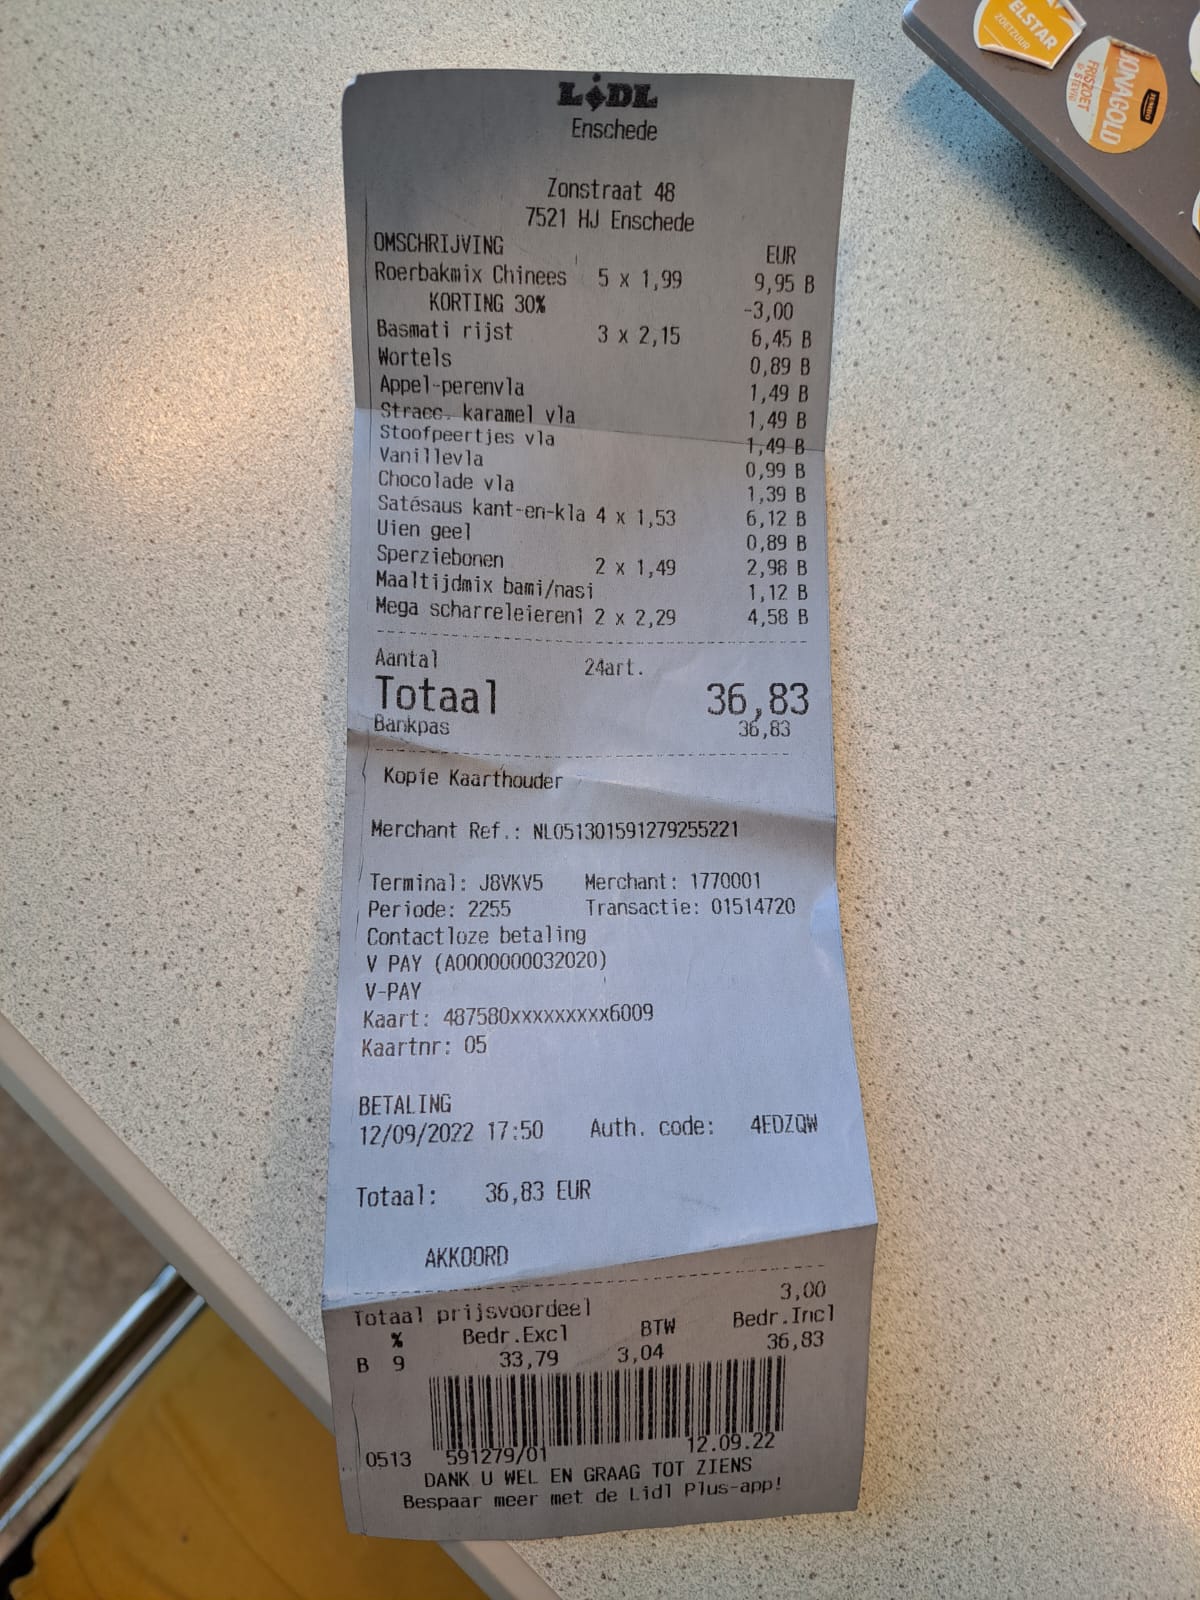 LIDL
Enschede
Zonstraat 48
7521 HJ Enschede
OMSCHRIJVING EUR
Roerbakmix Chinees 5 x 1,99 9,95 B
KORTING 30% -3,00
Basmati rijst 3 x 2,15 6,45 B
Wortels 0,89 B
Appel-perenvla 1,49 B
Stracc. karamel vla 1,49 B
Stoofpeertjes vla 1,49 B
Vanillevla 0,99 B
Chocolade vla 1,39 B
Satésaus kant-en-kla 4 x 1,53 6,12 B
Uien geel 0,89 B
Sperziebonen 2 x 1,49 2,98 B
Maaltijdmix bami/nasi 1,12 B
Mega scharreleieren1 2 x 2,29 4,58 B
Aantal 24art.
Totaal 36,83
Bankpas 36,83
Kopie Kaarthouder
Merchant Ref.: NL051301591279255221
Terminal: J8VKV5 Merchant: 1770001
Periode: 2255 Transactie: 01514720
Contactloze betaling
V PAY (A0000000032020)
V-PAY
Kaart: 487580xxxxxxxxx6009
Kaartnr: 05
BETALING
12/09/2022 17:50 Auth. code: 4EDZQW
Totaal: 36,83 EUR
AKKOORD
Totaal prijsvoordeel 3,00
% Bedr.Excl BTW Bedr.Incl
B 9 33,79 3,04 36,83
0513 591279/01 12.09.22
DANK U WEL EN GRAAG TOT ZIENS
Bespaar meer met de Lidl Plus-app!
ELSTAR
ZOETZUUR
JONAGOLD
FRISZOET
& STEVIG